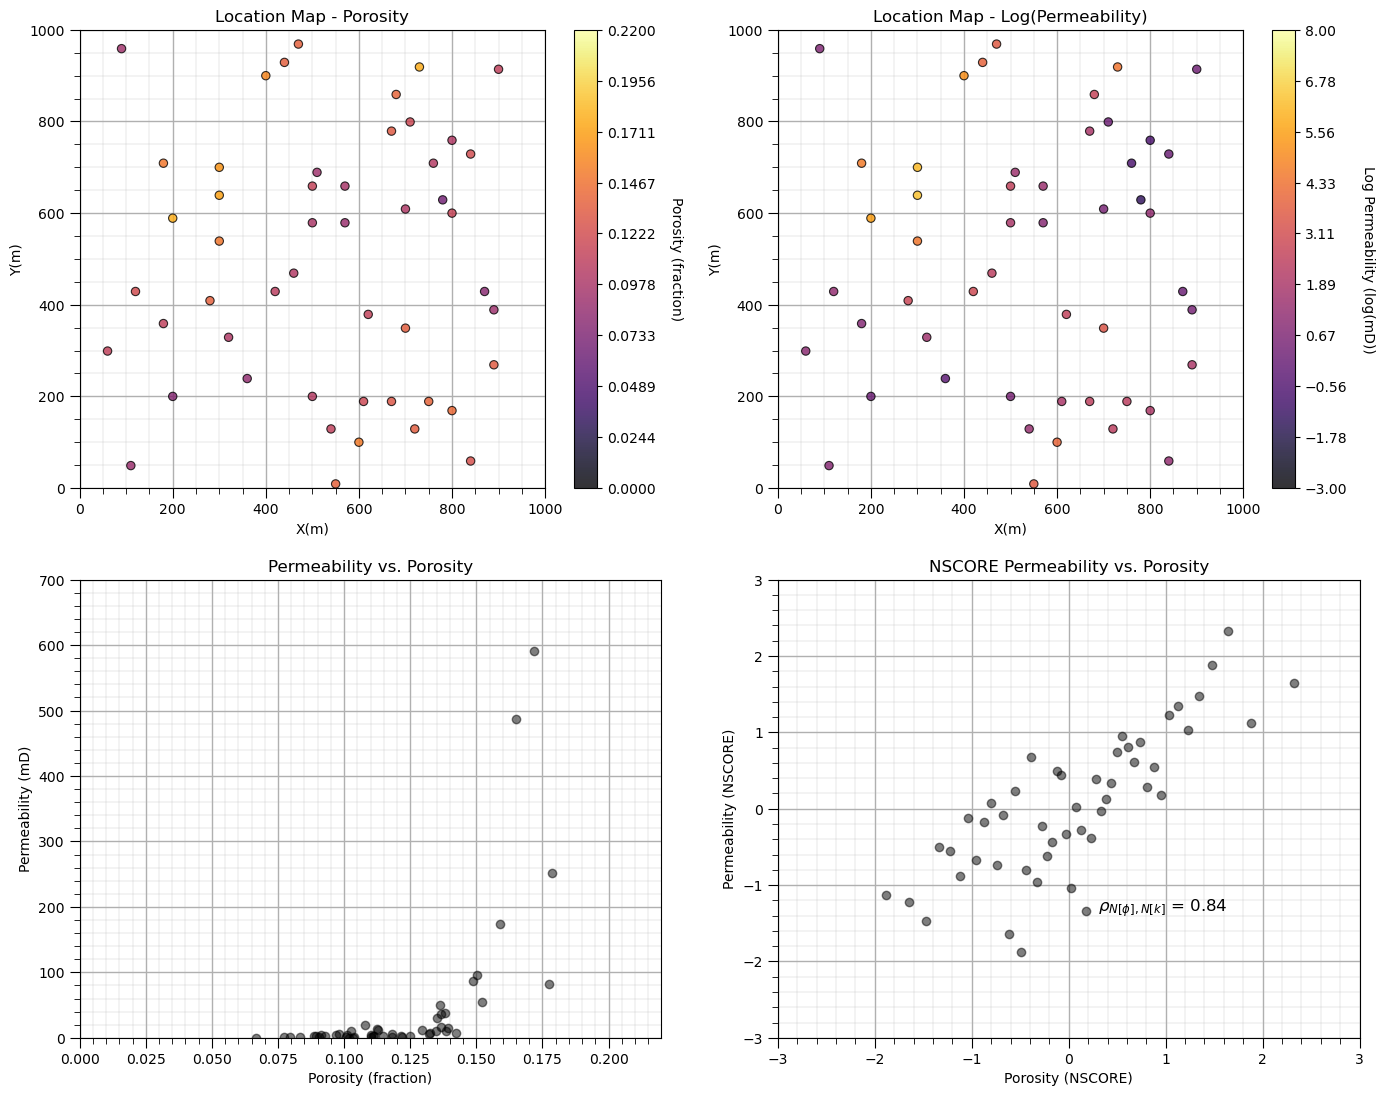 Location Map - Porosity
1000
800
600
400
200
0
Y(m)
0 200 400 600 800 1000
X(m)
0.2200
0.1956
0.1711
0.1467
0.1222
0.0978
0.0733
0.0489
0.0244
0.0000
Porosity (fraction)
Location Map - Log(Permeability)
1000
800
600
400
200
0
Y(m)
0 200 400 600 800 1000
X(m)
8.00
6.78
5.56
4.33
3.11
1.89
0.67
−0.56
−1.78
−3.00
Log Permeability (log(mD))
Permeability vs. Porosity
700
600
500
400
300
200
100
0
Permeability (mD)
0.000 0.025 0.050 0.075 0.100 0.125 0.150 0.175 0.200
Porosity (fraction)
NSCORE Permeability vs. Porosity
3
2
1
0
−1
−2
−3
Permeability (NSCORE)
ρN[ϕ], N[k] = 0.84
−3 −2 −1 0 1 2 3
Porosity (NSCORE)